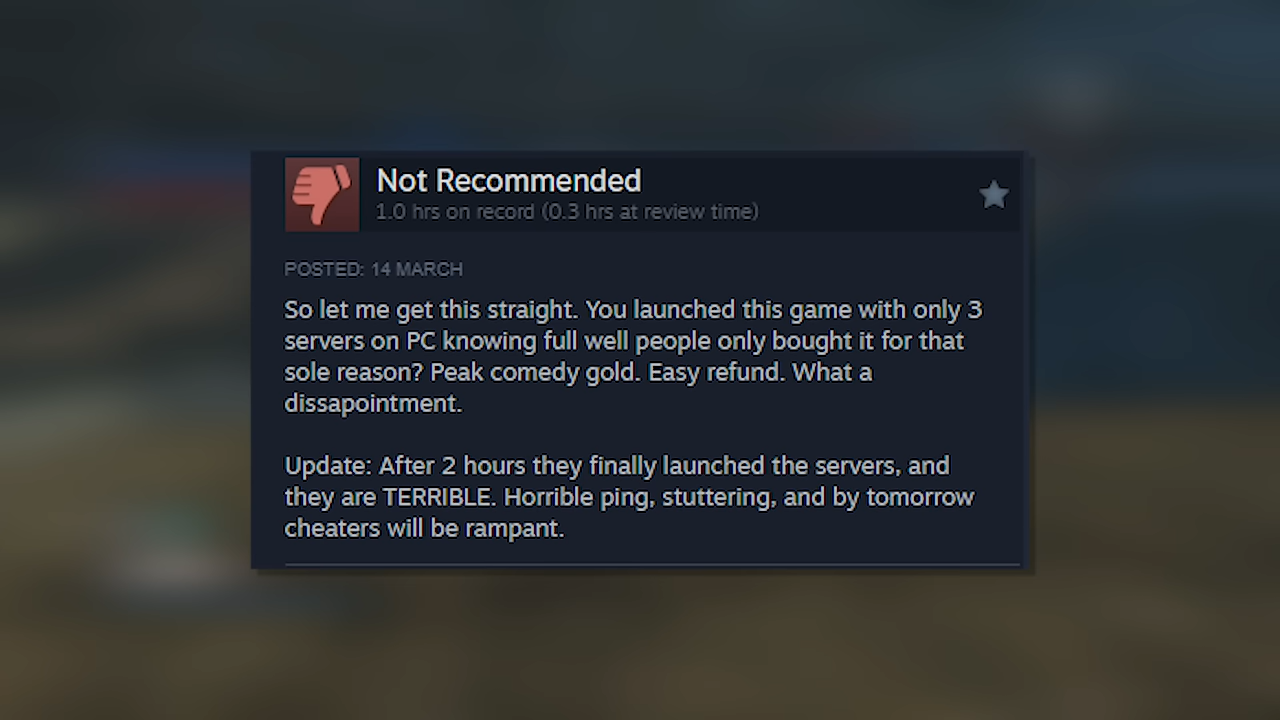 Not Recommended
1.0 hrs on record (0.3 hrs at review time)
POSTED: 14 MARCH
So let me get this straight. You launched this game with only 3
servers on PC knowing full well people only bought it for that
sole reason? Peak comedy gold. Easy refund. What a
dissapointment.
Update: After 2 hours they finally launched the servers, and
they are TERRIBLE. Horrible ping, stuttering, and by tomorrow
cheaters will be rampant.